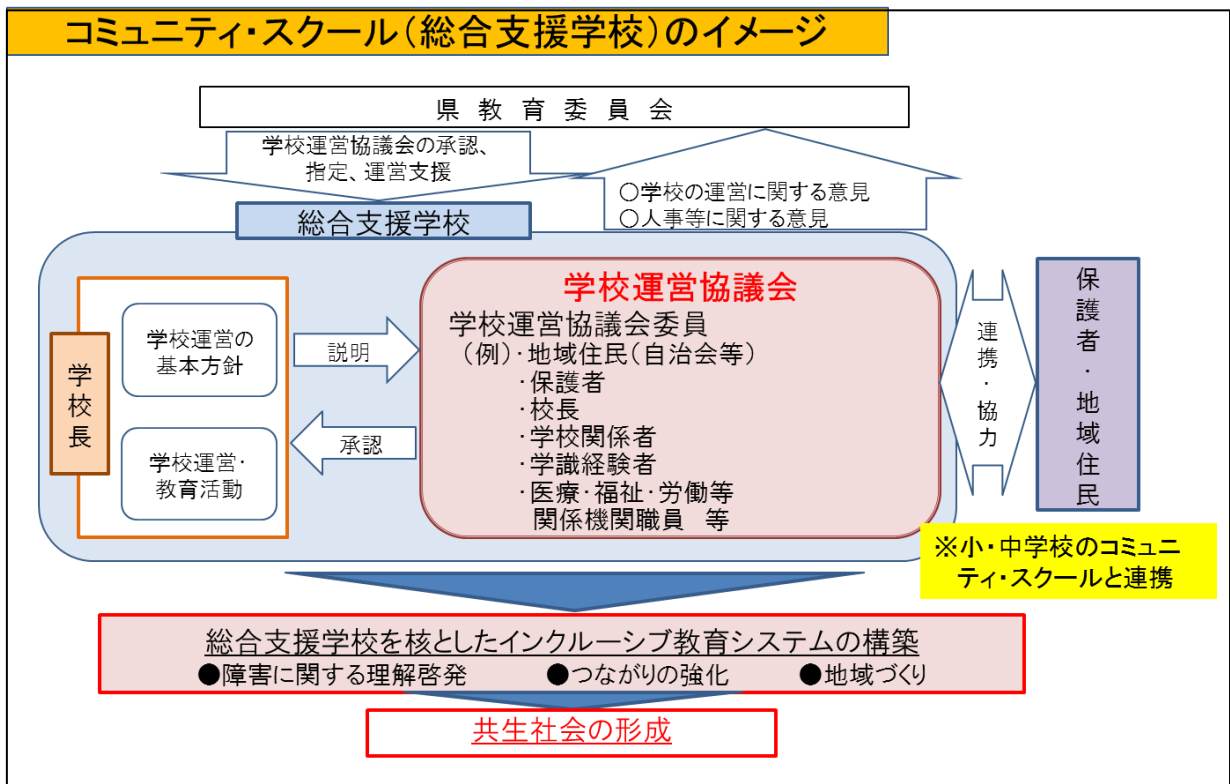 コミュニティ・スクール（総合支援学校）のイメージ
県教育委員会
学校運営協議会の承認、
指定、運営支援
○学校の運営に関する意見
○人事等に関する意見
総合支援学校
学校長
学校運営の
基本方針
学校運営・
教育活動
説明
承認
学校運営協議会
学校運営協議会委員
（例）・地域住民（自治会等）
・保護者
・校長
・学校関係者
・学識経験者
・医療・福祉・労働等
関係機関職員　等
連携・協力
保護者・地域住民
※小・中学校のコミュニ
ティ・スクールと連携
総合支援学校を核としたインクルーシブ教育システムの構築
●障害に関する理解啓発　●つながりの強化　●地域づくり
共生社会の形成